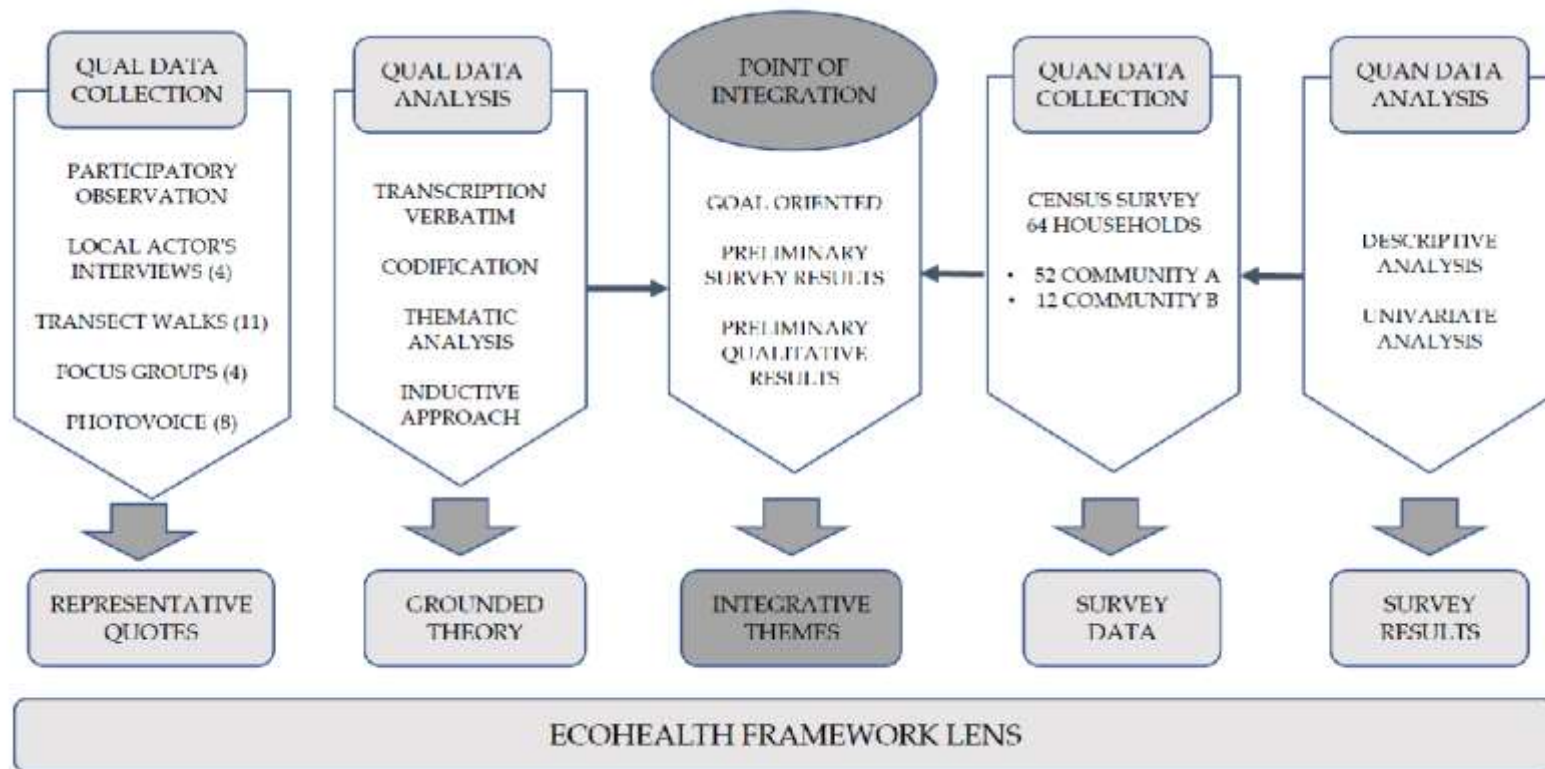 QUAL DATA
COLLECTION
PARTICIPATORY
OBSERVATION
LOCAL ACTOR'S
INTERVIEWS (4)
TRANSECT WALKS (11)
FOCUS GROUPS (4)
PHOTOVOICE (8)
REPRESENTATIVE
QUOTES
QUAL DATA
ANALYSIS
TRANSCRIPTION
VERBATIM
CODIFICATION
THEMATIC
ANALYSIS
INDUCTIVE
APPROACH
GROUNDED
THEORY
POINT OF
INTEGRATION
GOAL ORIENTED
PRELIMINARY
SURVEY RESULTS
PRELIMINARY
QUALITATIVE
RESULTS
INTEGRATIVE
THEMES
QUAN DATA
COLLECTION
CENSUS SURVEY
64 HOUSEHOLDS
• 52 COMMUNITY A
• 12 COMMUNITY B
SURVEY
DATA
QUAN DATA
ANALYSIS
DESCRIPTIVE
ANALYSIS
UNIVARIATE
ANALYSIS
SURVEY
RESULTS
ECOHEALTH FRAMEWORK LENS